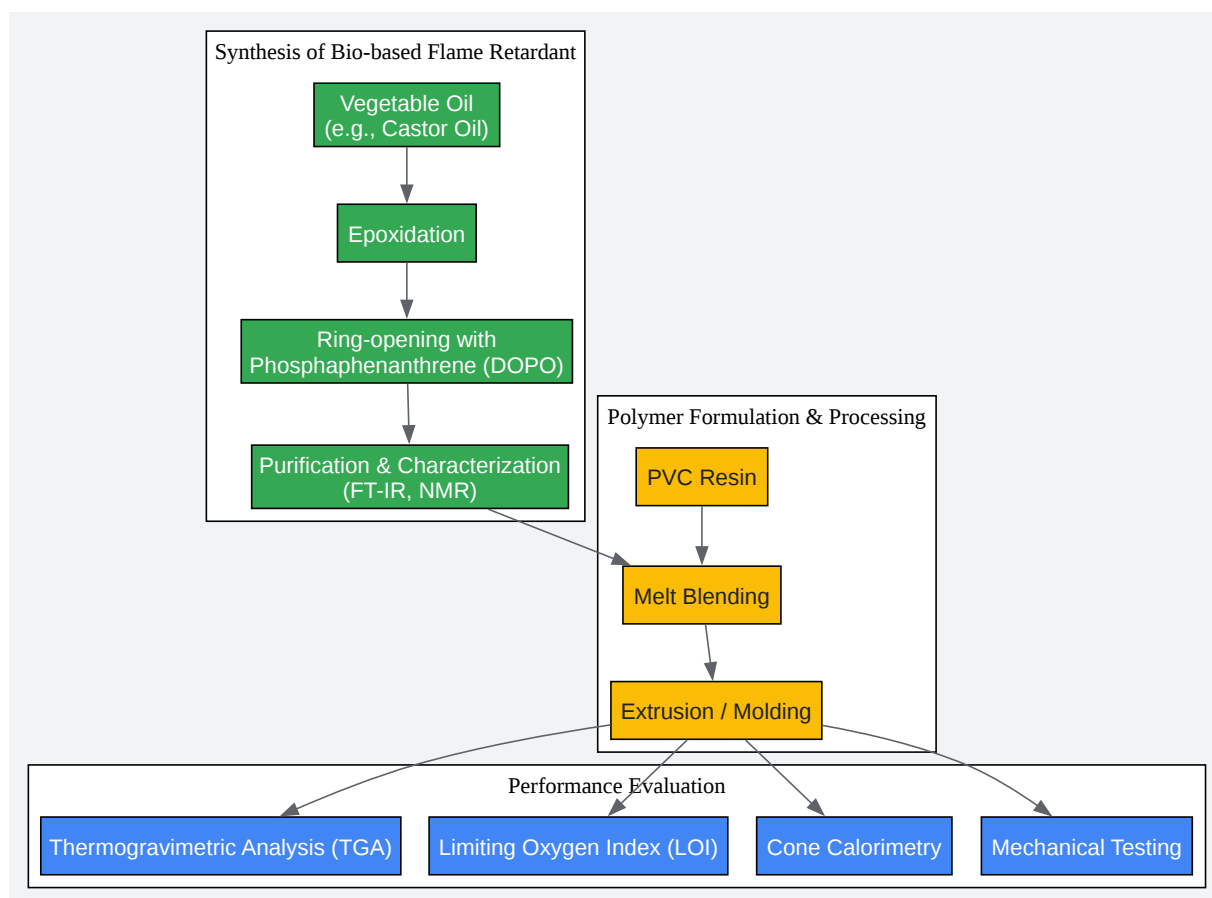 Synthesis of Bio-based Flame Retardant
Vegetable Oil
(e.g., Castor Oil)
Epoxidation
Ring-opening with
Phosphaphenanthrene (DOPO)
Purification & Characterization
(FT-IR, NMR)
Polymer Formulation & Processing
PVC Resin
Melt Blending
Extrusion / Molding
Performance Evaluation
Thermogravimetric Analysis (TGA)
Limiting Oxygen Index (LOI)
Cone Calorimetry
Mechanical Testing